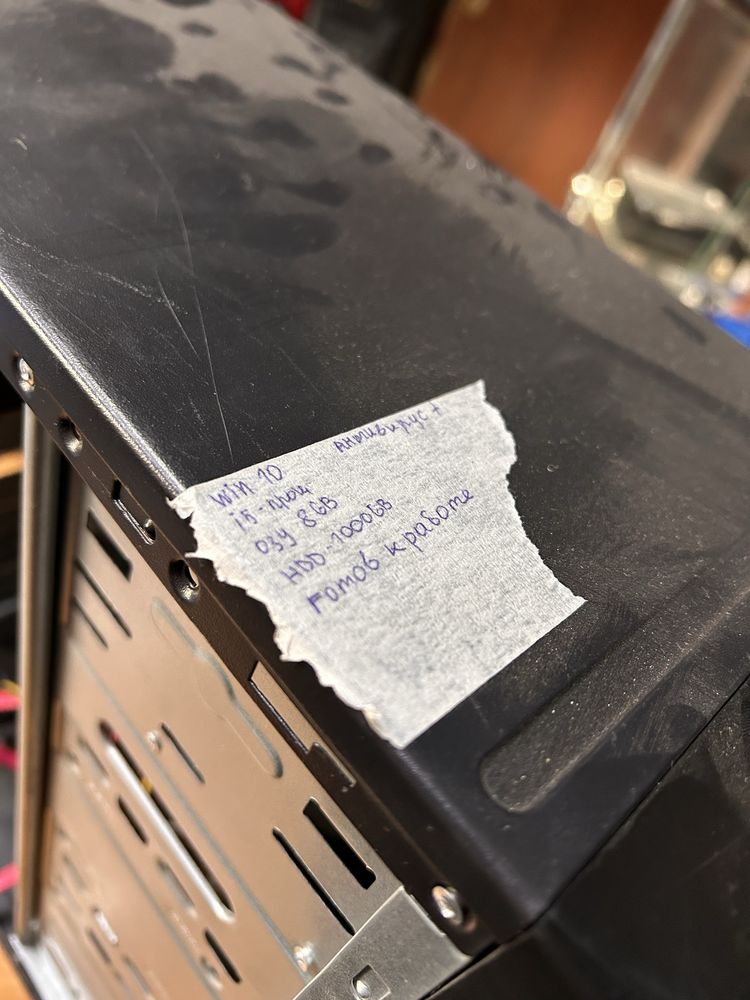 Win 10 Антивирус +
i5-проц
ОЗУ 8GB
HDD-1000GB
Готов к работе